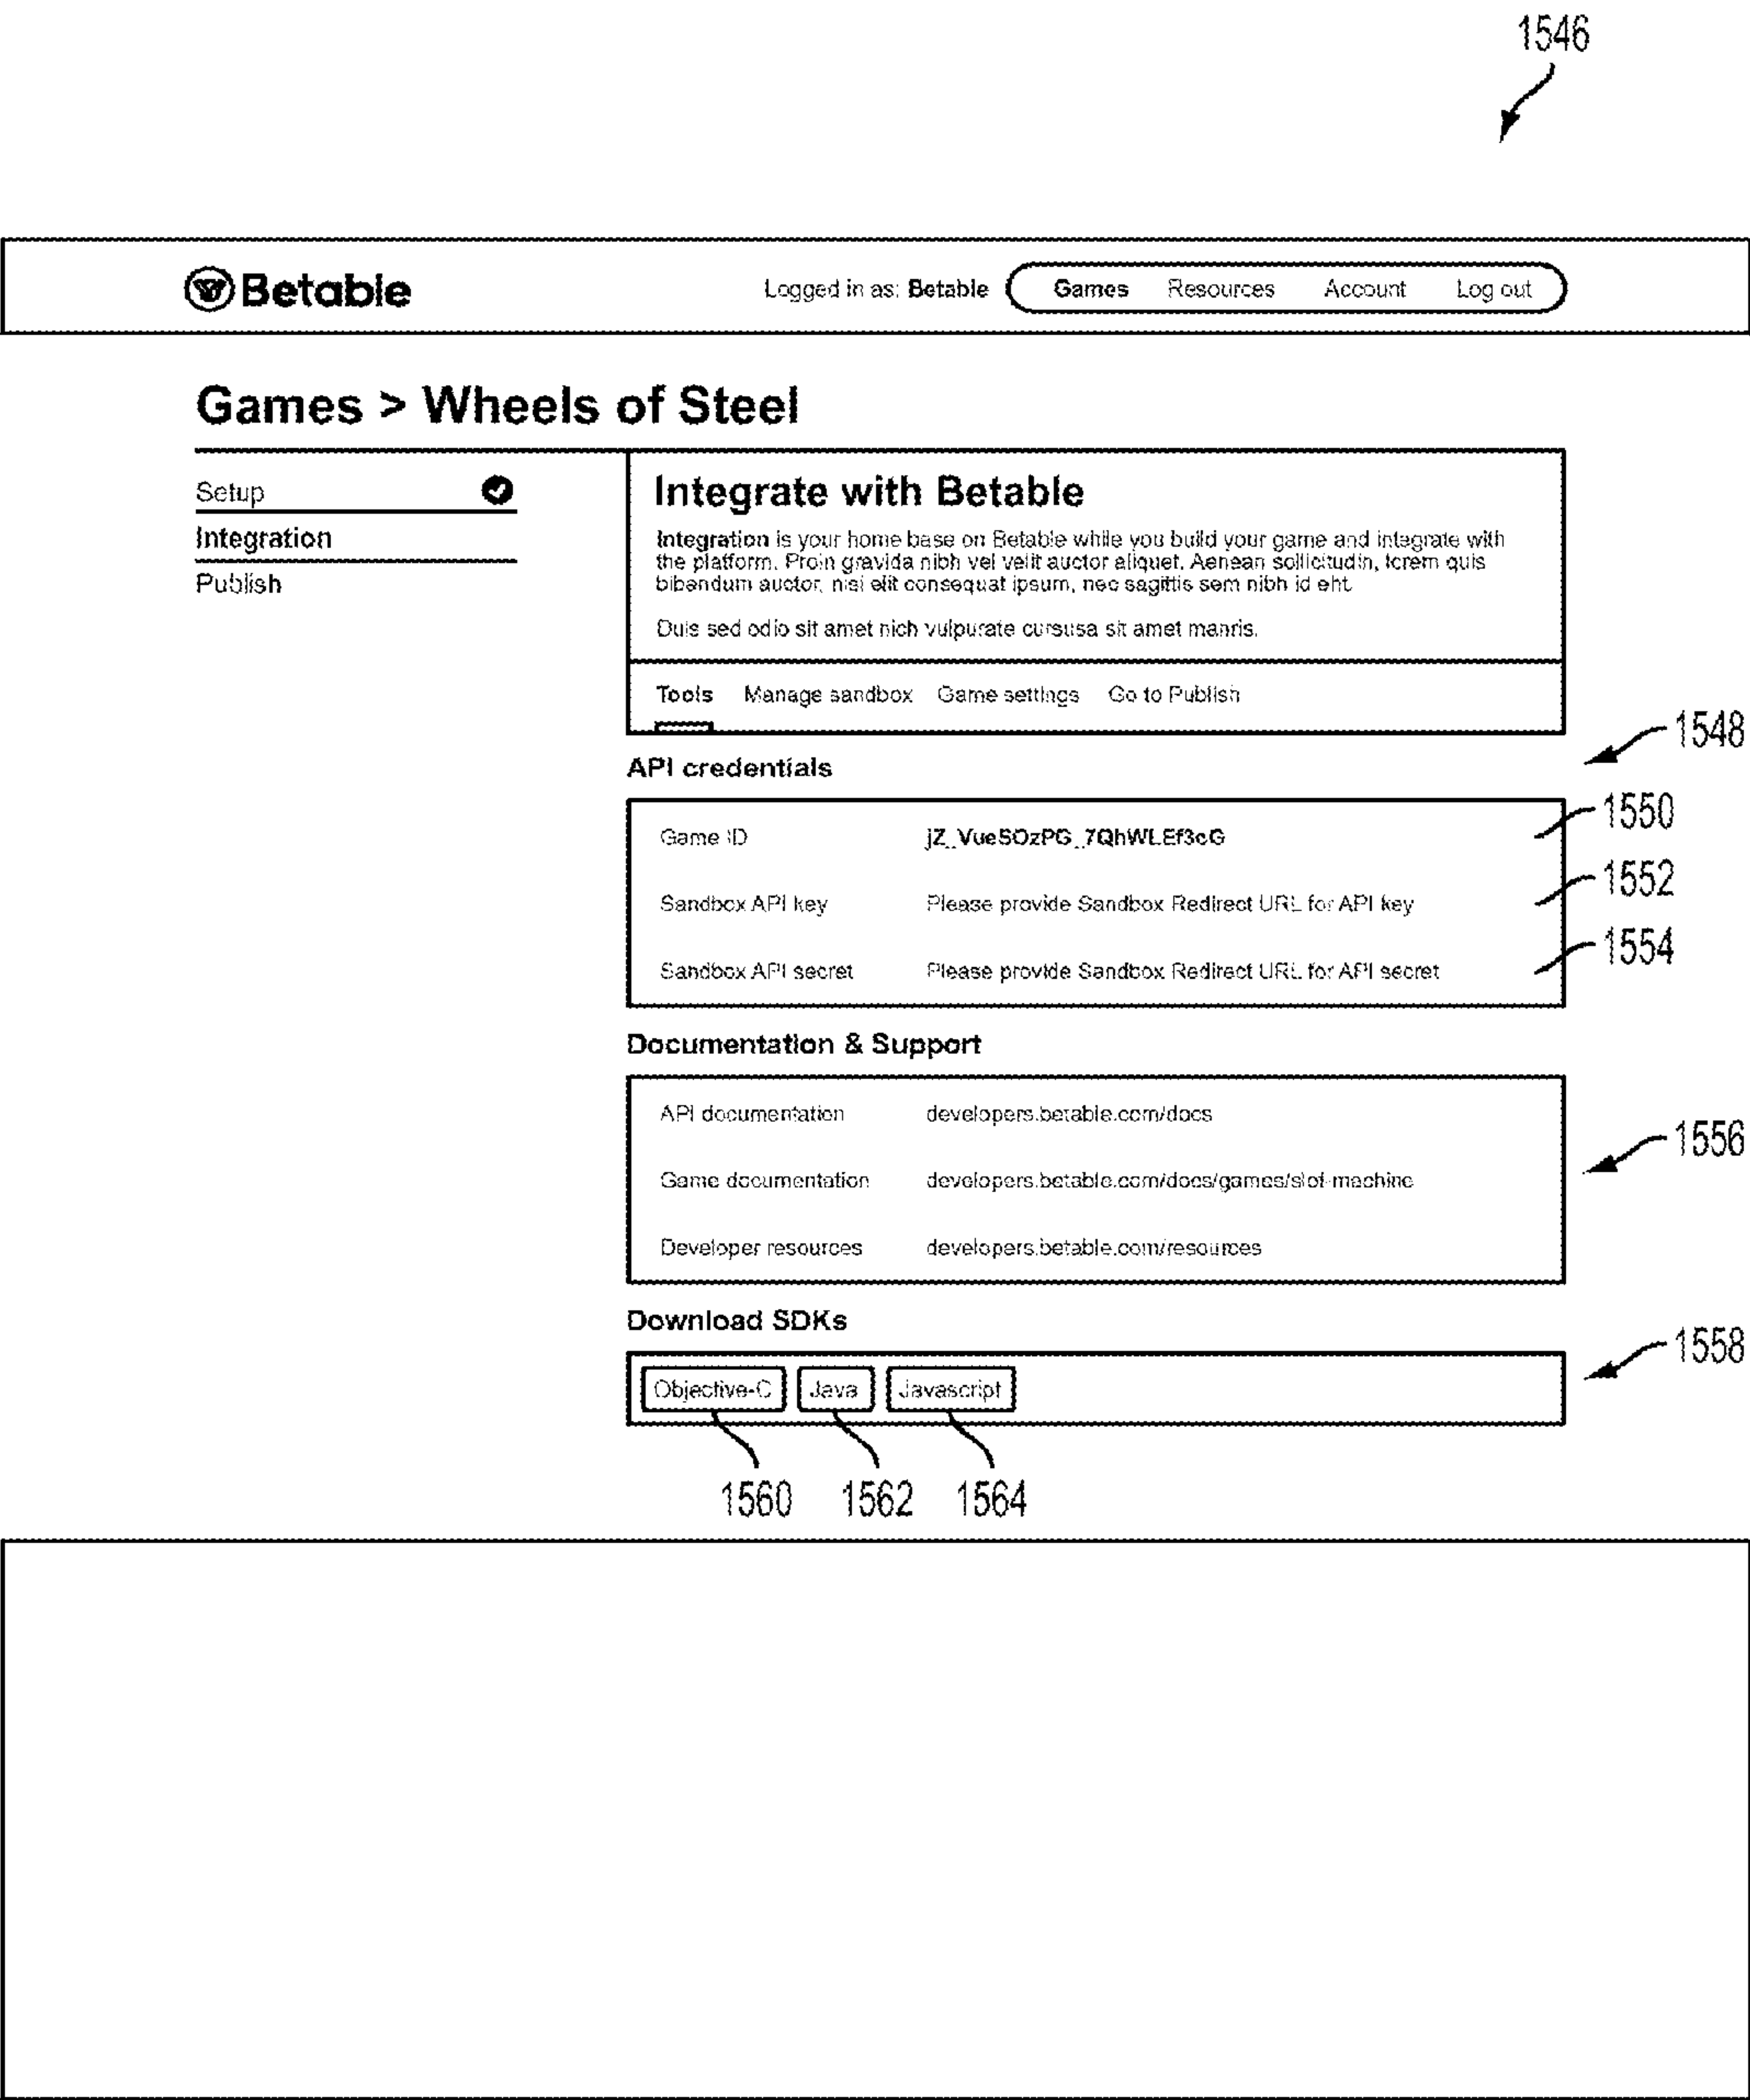 1546
Betable
Logged in as: Betable Games Resources Account Log out
Games > Wheels of Steel
Setup
Integration
Publish
Integrate with Betable
Integration is your home base on Betable while you build your game and integrate with
the platform. Proin gravida nibh vel velit auctor aliquet. Aenean sollicitudin, lorem quis
bibendum auctor, nisi elit consequat ipsum, nec sagittis sem nibh id eht.
Duis sed odio sit amet nich vulpurate cursusa sit amet manris.
Tools Manage sandbox Game settings Go to Publish
1548
API credentials
Game ID jZ_VueSOzPG_7QhWLEf3cG 1550
Sandbox API key Please provide Sandbox Redirect URL for API key 1552
Sandbox API secret Please provide Sandbox Redirect URL for API secret 1554
Documentation & Support
API documentation developers.betable.com/docs
1556
Game documentation developers.betable.com/docs/games/slot-machine
Developer resources developers.betable.com/resources
Download SDKs
1558
Objective-C Java Javascript
1560 1562 1564